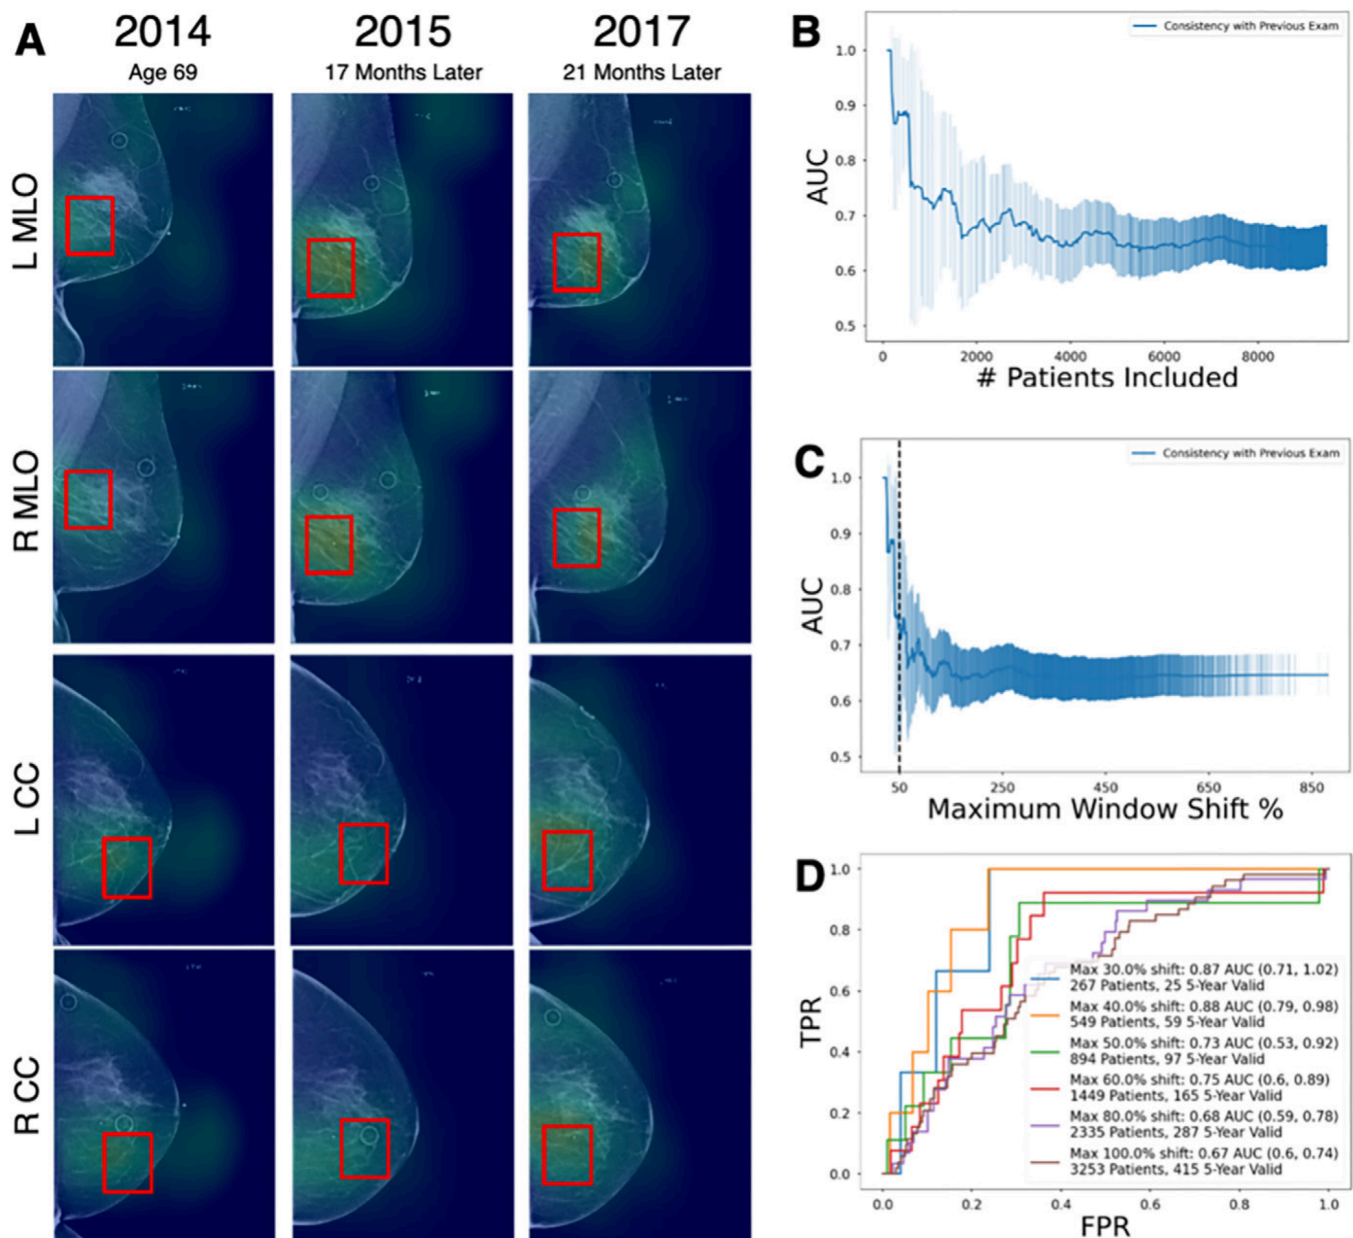 A
2014
2015
2017
Age 69
17 Months Later
21 Months Later
L MLO
R MLO
L CC
R CC
B
Consistency with Previous Exam
AUC
1.0
0.9
0.8
0.7
0.6
0.5
0
2000
4000
6000
8000
# Patients Included
C
Consistency with Previous Exam
AUC
1.0
0.9
0.8
0.7
0.6
0.5
50
250
450
650
850
Maximum Window Shift %
D
TPR
1.0
0.8
0.6
0.4
0.2
0.0
Max 30.0% shift: 0.87 AUC (0.71, 1.02)
267 Patients, 25 5-Year Valid
Max 40.0% shift: 0.88 AUC (0.79, 0.98)
549 Patients, 59 5-Year Valid
Max 50.0% shift: 0.73 AUC (0.53, 0.92)
894 Patients, 97 5-Year Valid
Max 60.0% shift: 0.75 AUC (0.6, 0.89)
1449 Patients, 165 5-Year Valid
Max 80.0% shift: 0.68 AUC (0.59, 0.78)
2335 Patients, 287 5-Year Valid
Max 100.0% shift: 0.67 AUC (0.6, 0.74)
3253 Patients, 415 5-Year Valid
0.0
0.2
0.4
0.6
0.8
1.0
FPR